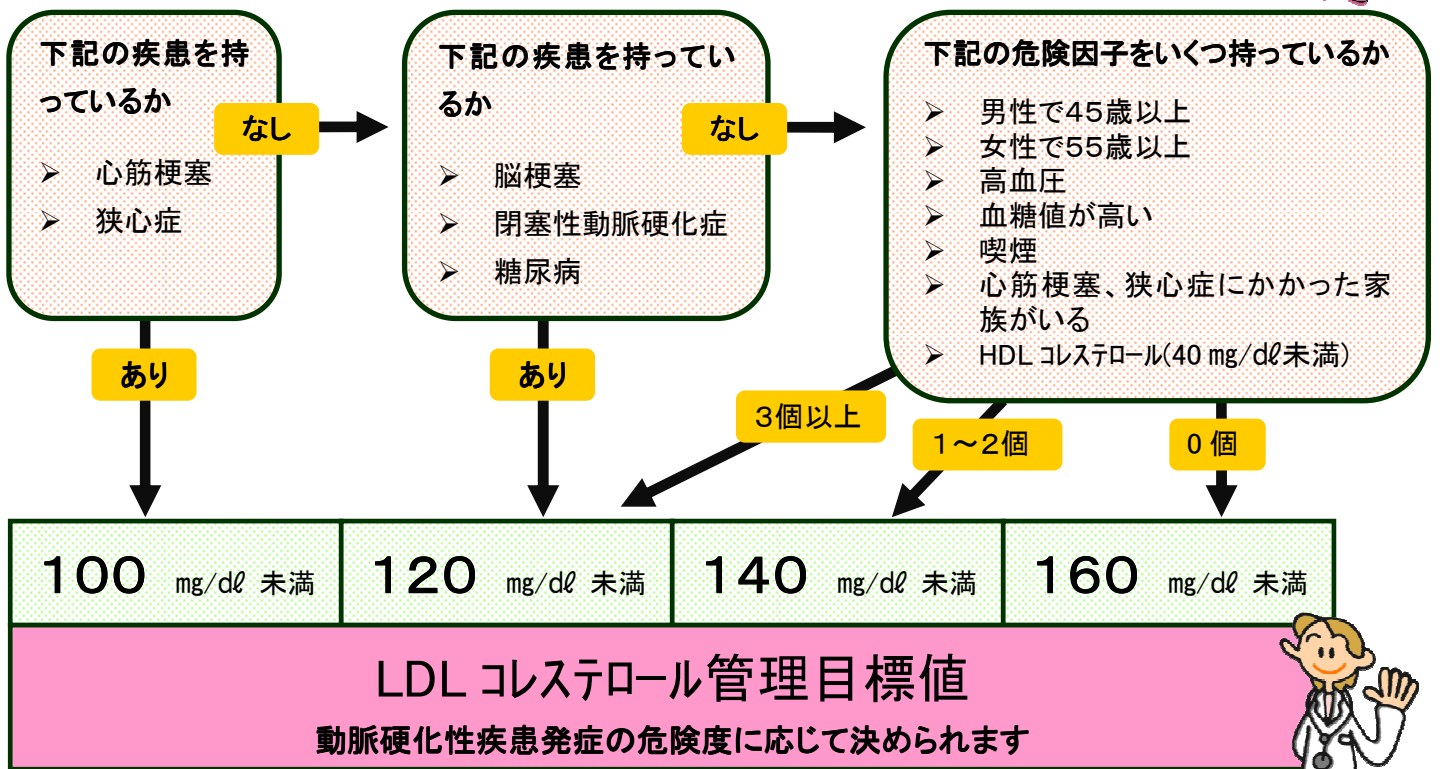 下記の疾患を持
っているか
なし
➢ 心筋梗塞
➢ 狭心症
あり
下記の疾患を持ってい
るか
なし
➢ 脳梗塞
➢ 閉塞性動脈硬化症
➢ 糖尿病
あり
下記の危険因子をいくつ持っているか
➢ 男性で45歳以上
➢ 女性で55歳以上
➢ 高血圧
➢ 血糖値が高い
➢ 喫煙
➢ 心筋梗塞、狭心症にかかった家
族がいる
➢ HDL コレステロール(40 mg/dℓ未満)
3個以上
1～2個
0個
100 mg/dℓ 未満
120 mg/dℓ 未満
140 mg/dℓ 未満
160 mg/dℓ 未満
LDL コレステロール管理目標値
動脈硬化性疾患発症の危険度に応じて決められます